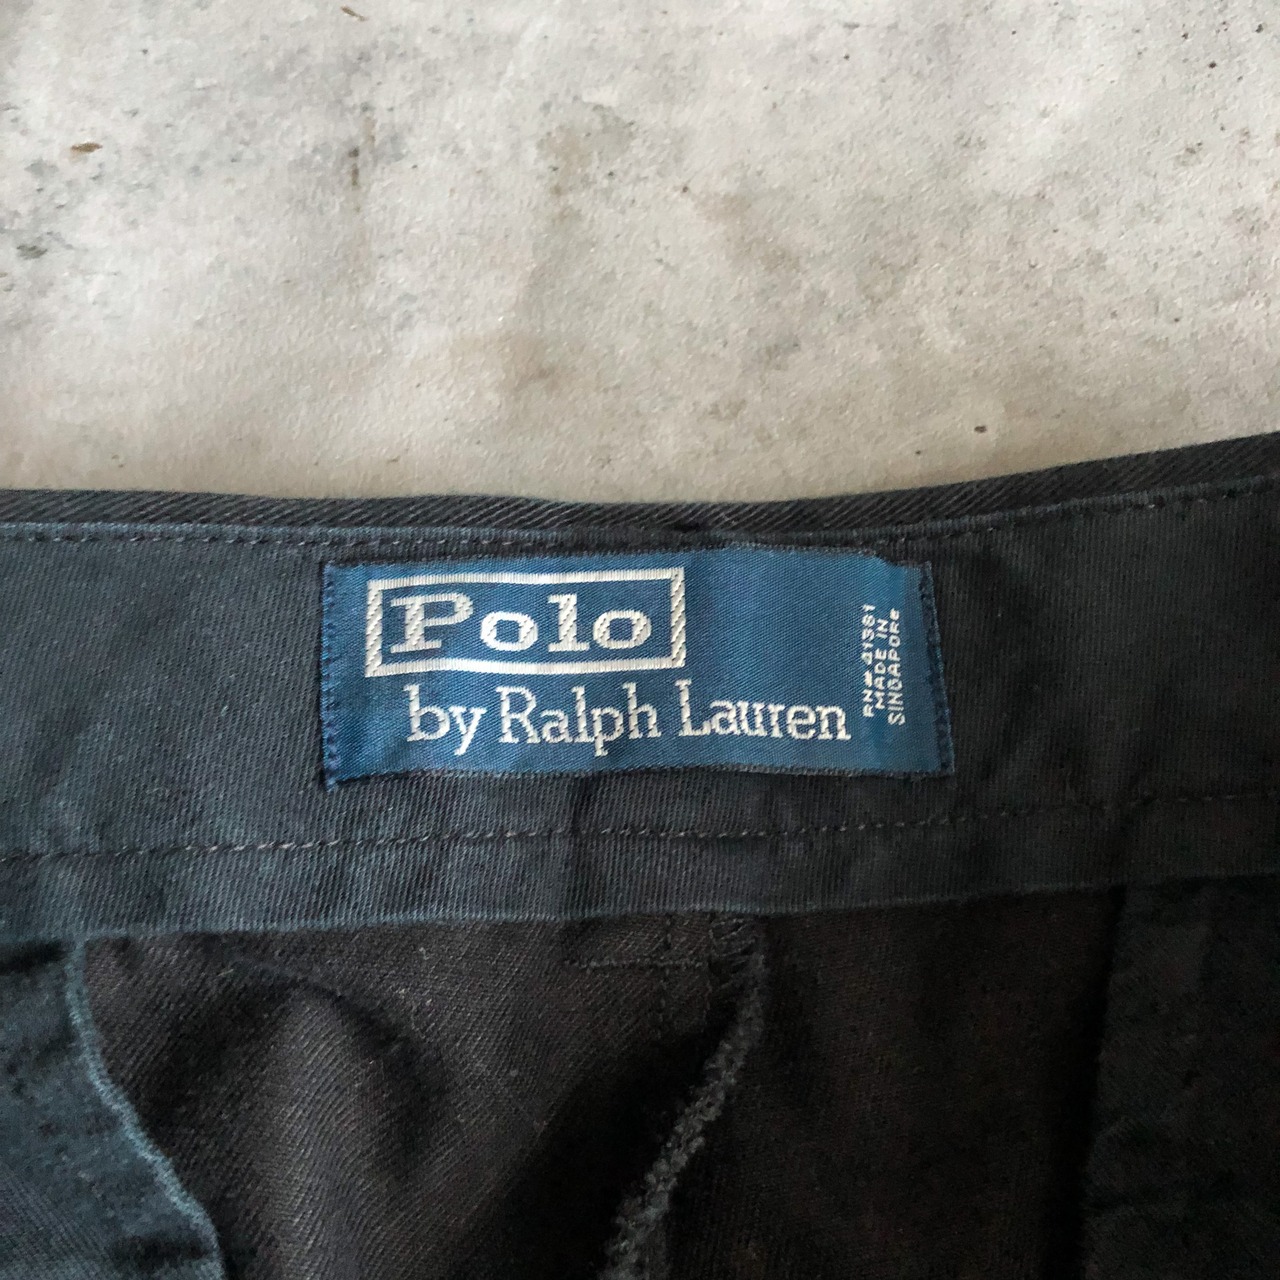 Polo
by Ralph Lauren
RN# 41381
MADE IN
SINGAPORE